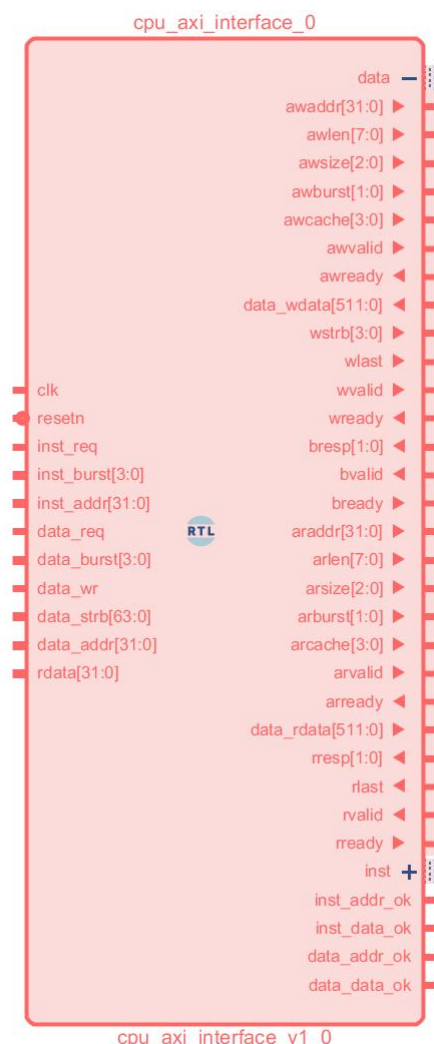 cpu_axi_interface_0
data
awaddr[31:0]
awlen[7:0]
awsize[2:0]
awburst[1:0]
awcache[3:0]
awvalid
awready
data_wdata[511:0]
wstrb[3:0]
wlast
clk
wvalid
resetn
wready
inst_req
bresp[1:0]
inst_burst[3:0]
bvalid
inst_addr[31:0]
bready
data_req
RTL
araddr[31:0]
data_burst[3:0]
arlen[7:0]
data_wr
arsize[2:0]
data_strb[63:0]
arburst[1:0]
data_addr[31:0]
arcache[3:0]
rdata[31:0]
arvalid
arready
data_rdata[511:0]
rresp[1:0]
rlast
rvalid
rready
inst
inst_addr_ok
inst_data_ok
data_addr_ok
data_data_ok
cpu_axi_interface_v1_0